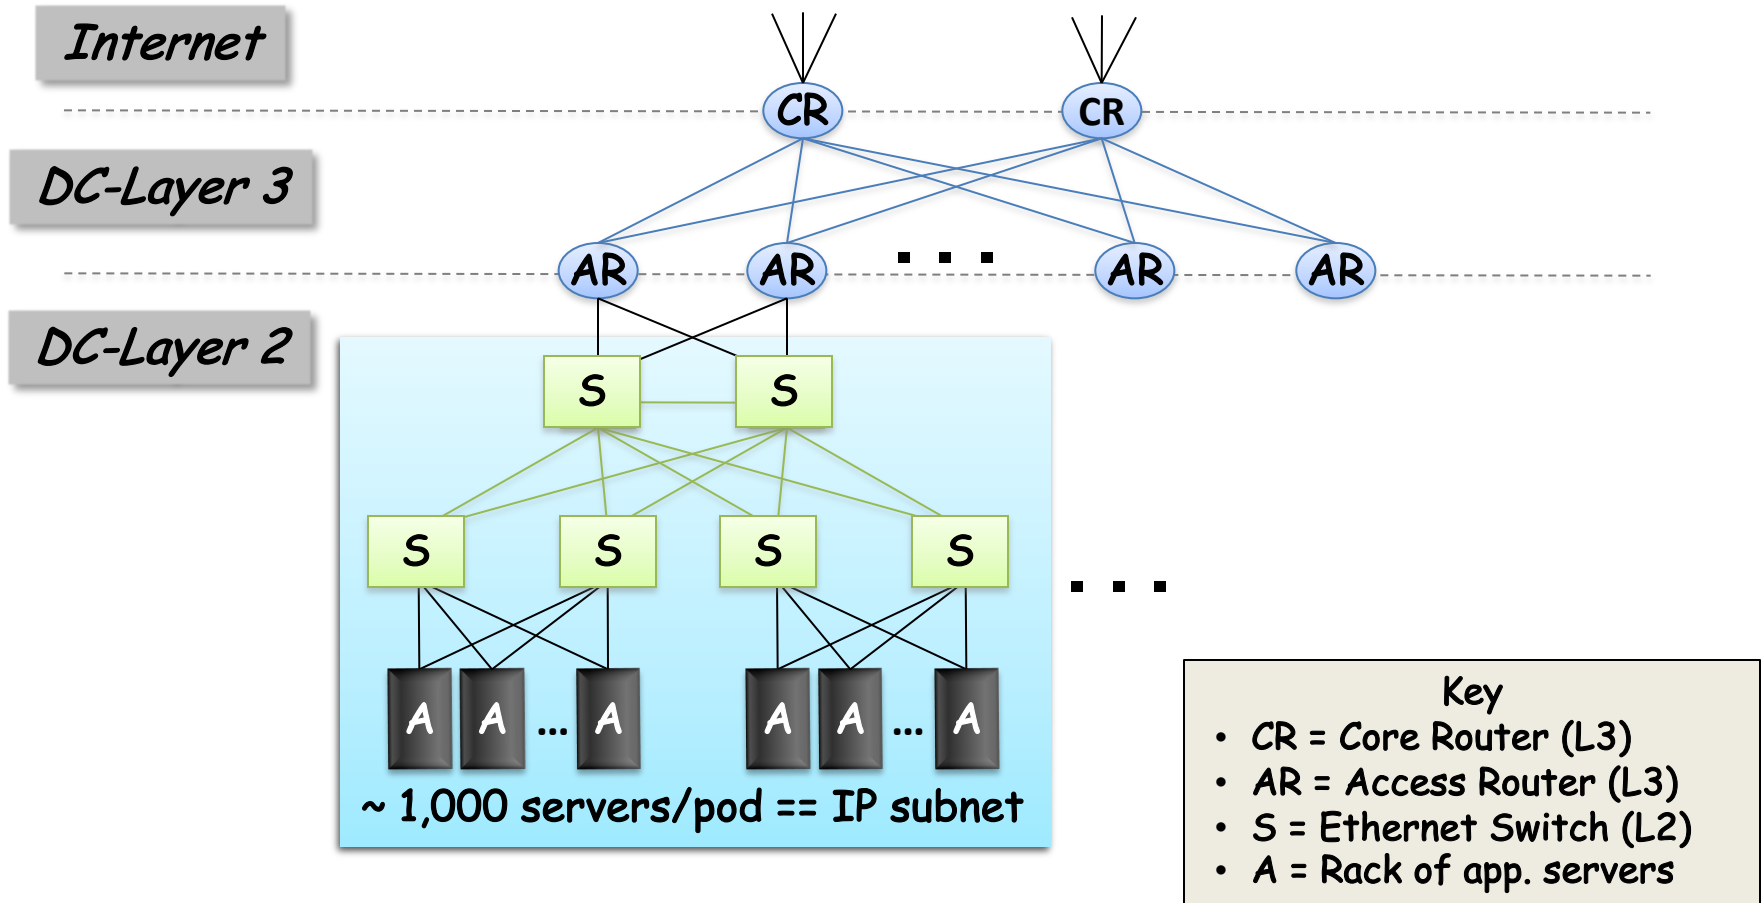 Internet
CR CR
DC-Layer 3
AR AR . . . AR AR
DC-Layer 2
S S
S S S S
. . .
A A ... A A A ... A
~ 1,000 servers/pod == IP subnet
Key
• CR = Core Router (L3)
• AR = Access Router (L3)
• S = Ethernet Switch (L2)
• A = Rack of app. servers